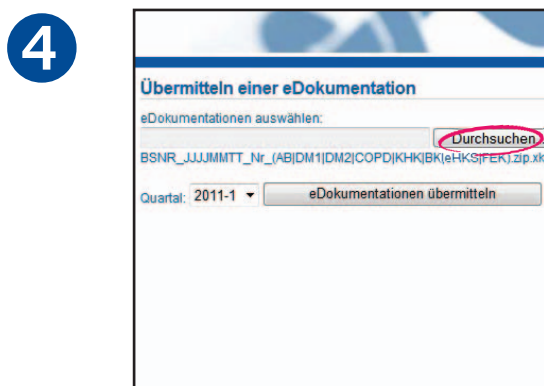 4
Übermitteln einer eDokumentation
eDokumentationen auswählen:
Durchsuchen...
BSNR_JJJJMMTT_Nr_(AB|DM1|DM2|COPD|KHK|BK|eHKS|FEK).zip.xk
Quartal: 2011-1 eDokumentationen übermitteln